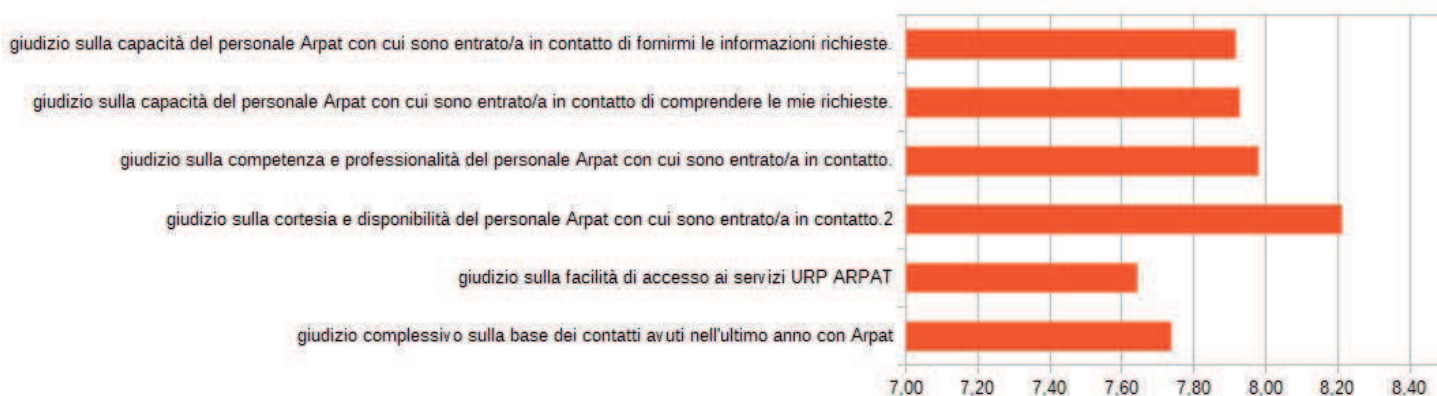 giudizio sulla capacità del personale Arpat con cui sono entrato/a in contatto di fornirmi le informazioni richieste.
giudizio sulla capacità del personale Arpat con cui sono entrato/a in contatto di comprendere le mie richieste.
giudizio sulla competenza e professionalità del personale Arpat con cui sono entrato/a in contatto.
giudizio sulla cortesia e disponibilità del personale Arpat con cui sono entrato/a in contatto.2
giudizio sulla facilità di accesso ai servizi URP ARPAT
giudizio complessivo sulla base dei contatti avuti nell'ultimo anno con Arpat
7,00 7,20 7,40 7,60 7,80 8,00 8,20 8,40